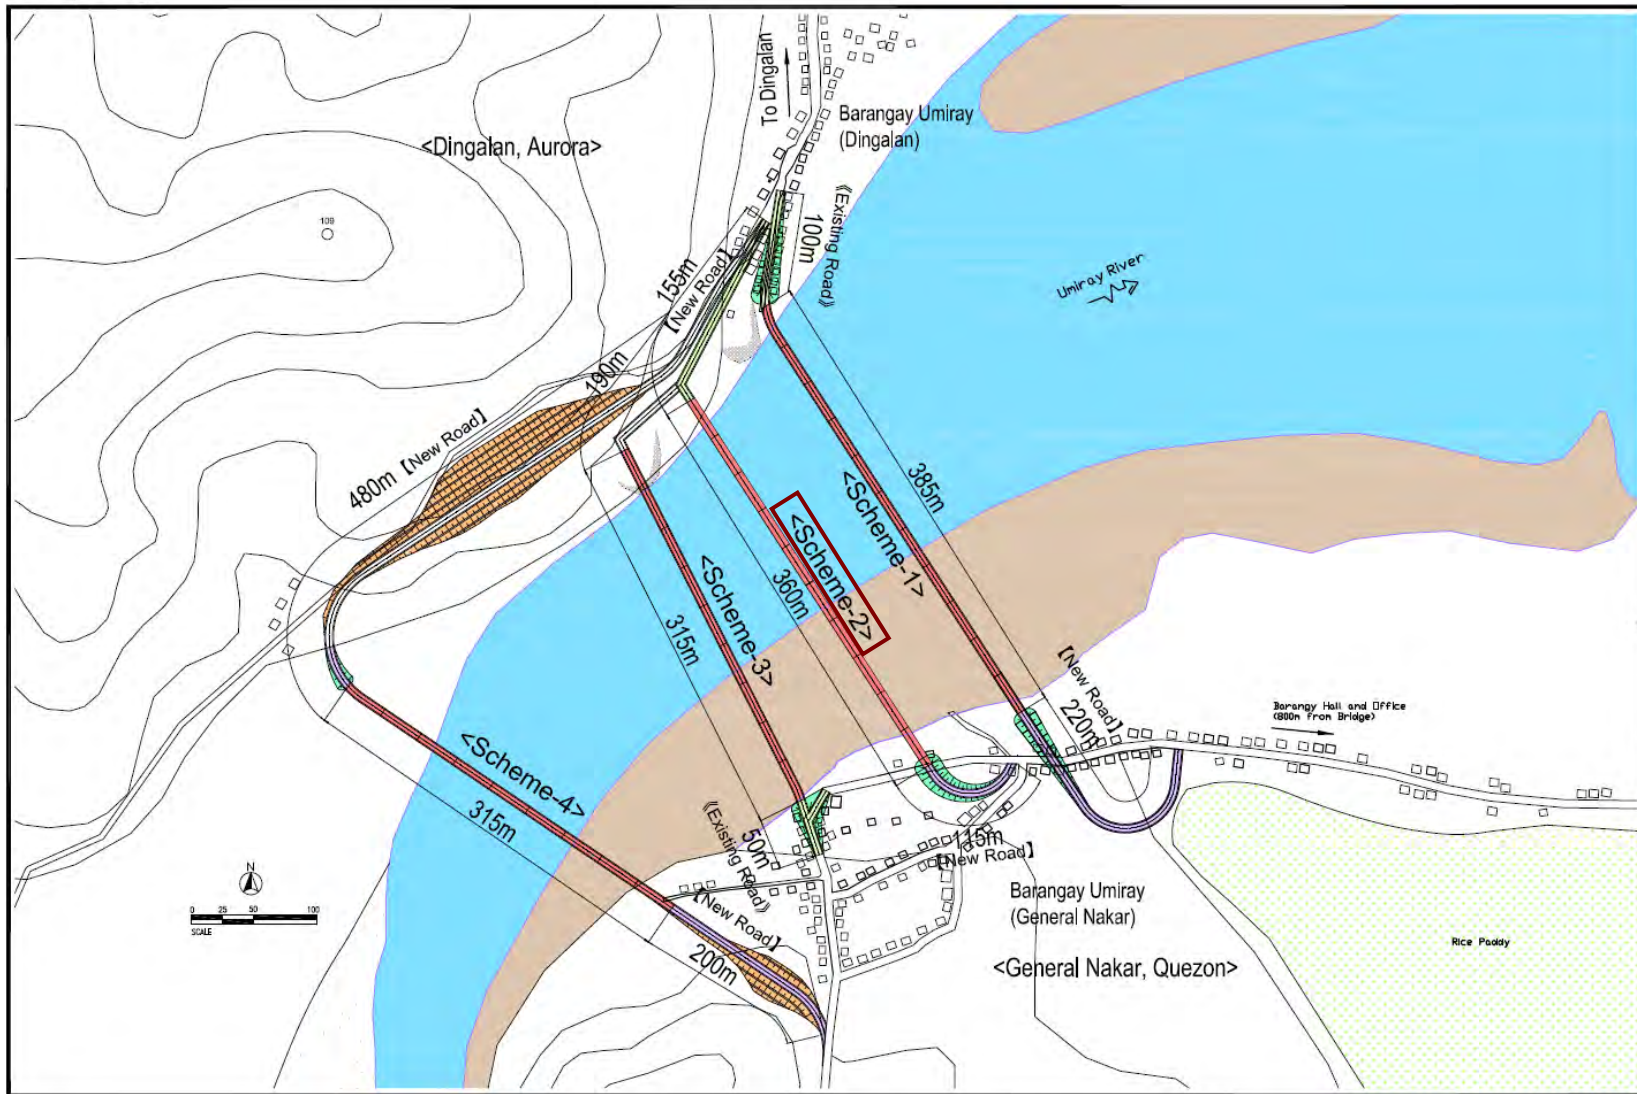 To Dingalan
Barangay Umiray
(Dingalan)
<Dingalan, Aurora>
109
《Existing Road》
100m
155m
【New Road】
Umiray River
190m
480m【New Road】
385m
<Scheme-1>
<Scheme-2>
360m
<Scheme-3>
315m
<Scheme-4>
315m
【New Road】
220m
Barangy Hall and Office
(800m from Bridge)
50m
《Existing Road》
115m
【New Road】
Barangay Umiray
(General Nakar)
【New Road】
200m
<General Nakar, Quezon>
Rice Paddy
N
0 25 50 100
SCALE